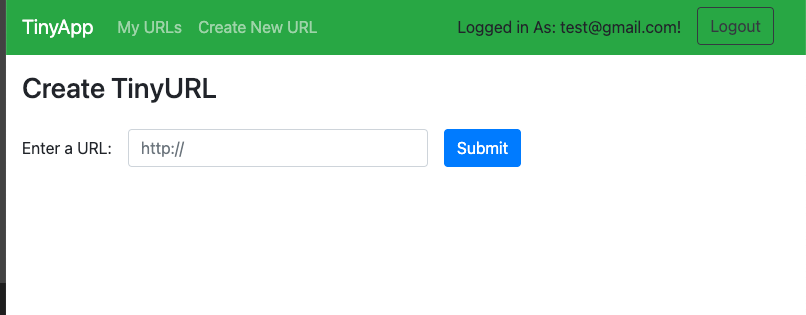 TinyApp My URLs Create New URL Logged in As: test@gmail.com! Logout
Create TinyURL
Enter a URL: http:// Submit